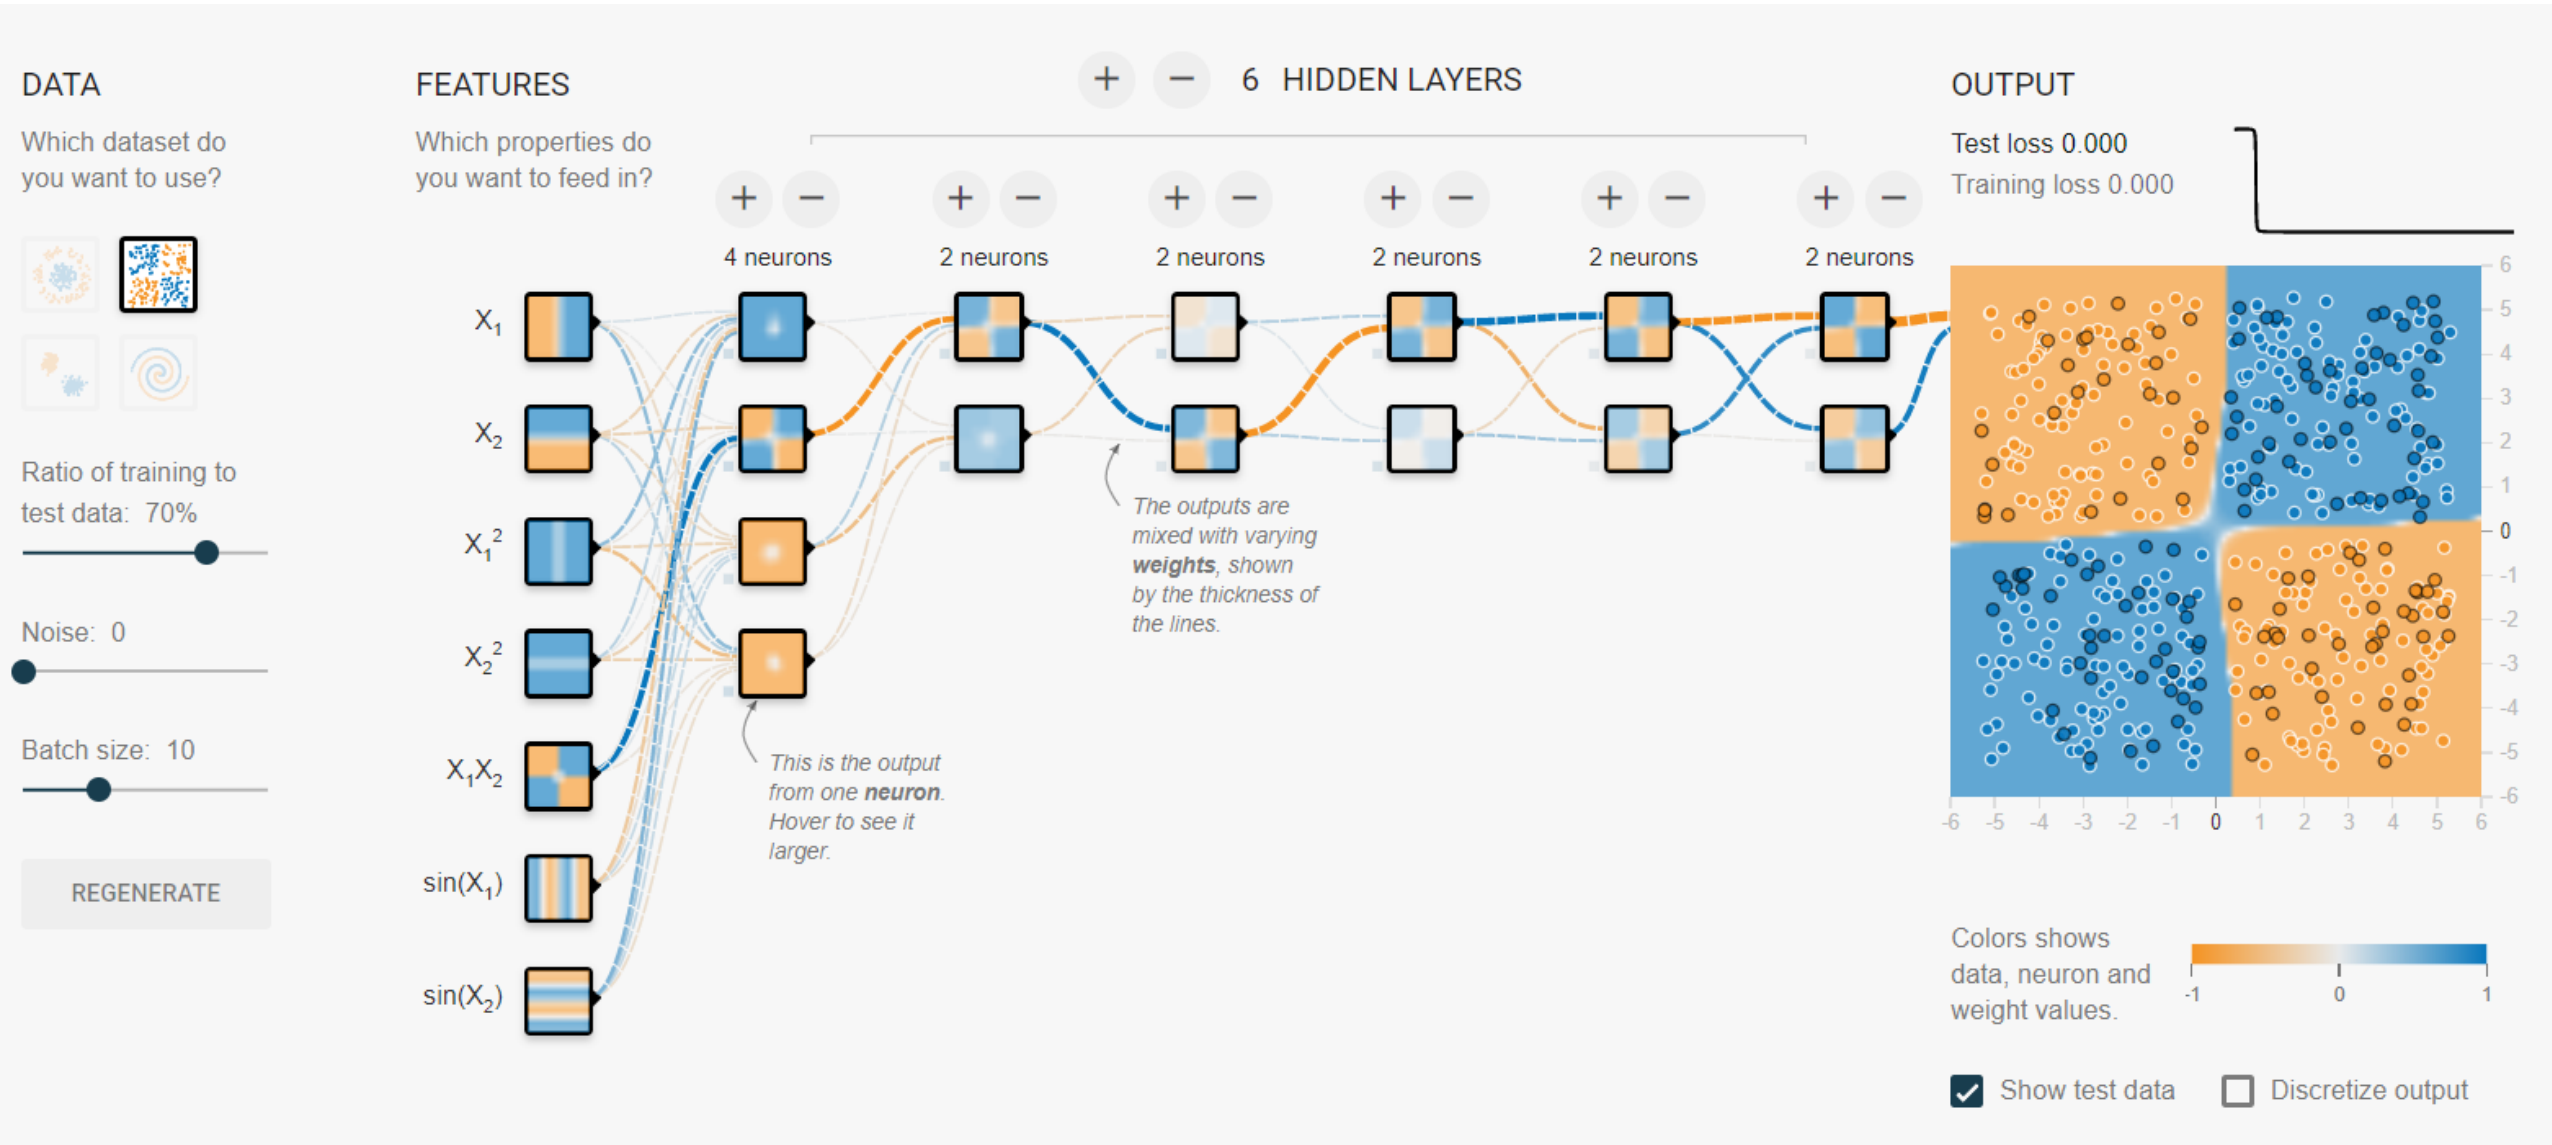 DATA
Which dataset do
you want to use?
Ratio of training to
test data: 70%
Noise: 0
Batch size: 10
REGENERATE
FEATURES
Which properties do
you want to feed in?
X1
X2
X1²
X2²
X1X2
sin(X1)
sin(X2)
+ − 6 HIDDEN LAYERS
+ − + − + − + − + − + −
4 neurons 2 neurons 2 neurons 2 neurons 2 neurons 2 neurons
The outputs are
mixed with varying
weights, shown
by the thickness of
the lines.
This is the output
from one neuron.
Hover to see it
larger.
OUTPUT
Test loss 0.000
Training loss 0.000
6
5
4
3
2
1
0
-1
-2
-3
-4
-5
-6
-6 -5 -4 -3 -2 -1 0 1 2 3 4 5 6
Colors shows
data, neuron and
weight values.
-1 0 1
Show test data Discretize output